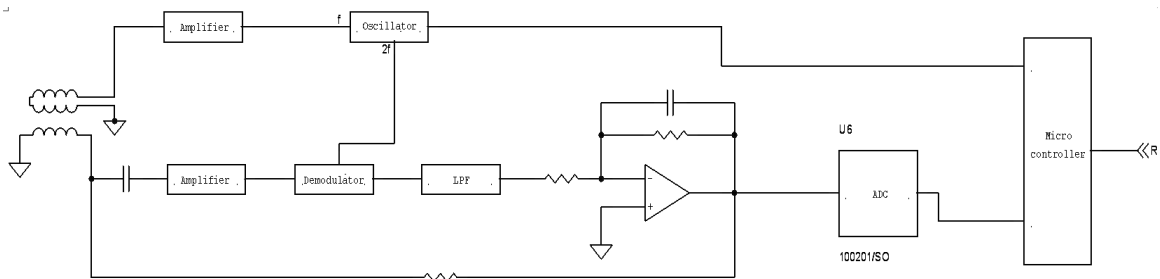 Amplifier
f
Oscillator
2f
U6
Micro
controller
R
Amplifier
Demodulator
LPF
ADC
100201/SO